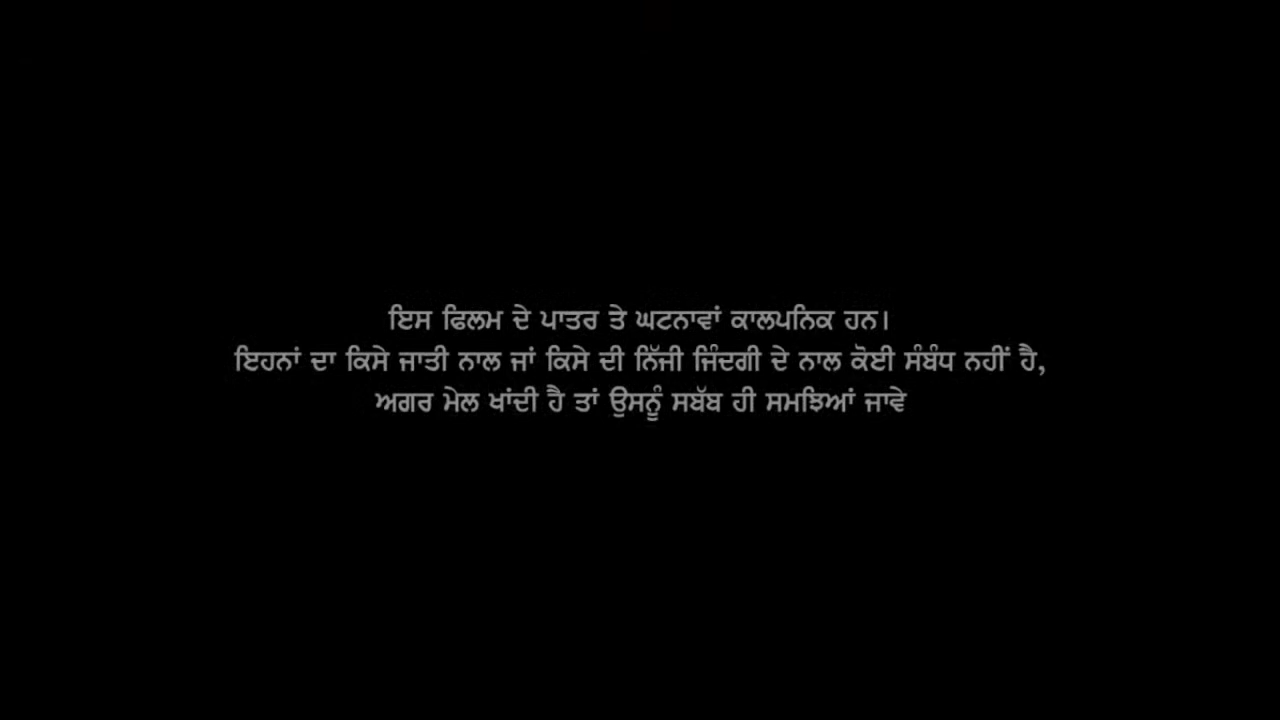 ਇਸ ਫਿਲਮ ਦੇ ਪਾਤਰ ਤੇ ਘਟਨਾਵਾਂ ਕਾਲਪਨਿਕ ਹਨ।
ਇਹਨਾਂ ਦਾ ਕਿਸੇ ਜਾਤੀ ਨਾਲ ਜਾਂ ਕਿਸੇ ਦੀ ਨਿੱਜੀ ਜਿੰਦਗੀ ਦੇ ਨਾਲ ਕੋਈ ਸੰਬੰਧ ਨਹੀਂ ਹੈ,
ਅਗਰ ਮੇਲ ਖਾਂਦੀ ਹੈ ਤਾਂ ਉਸਨੂੰ ਸਬੱਬ ਹੀ ਸਮਝਿਆਂ ਜਾਵੇ